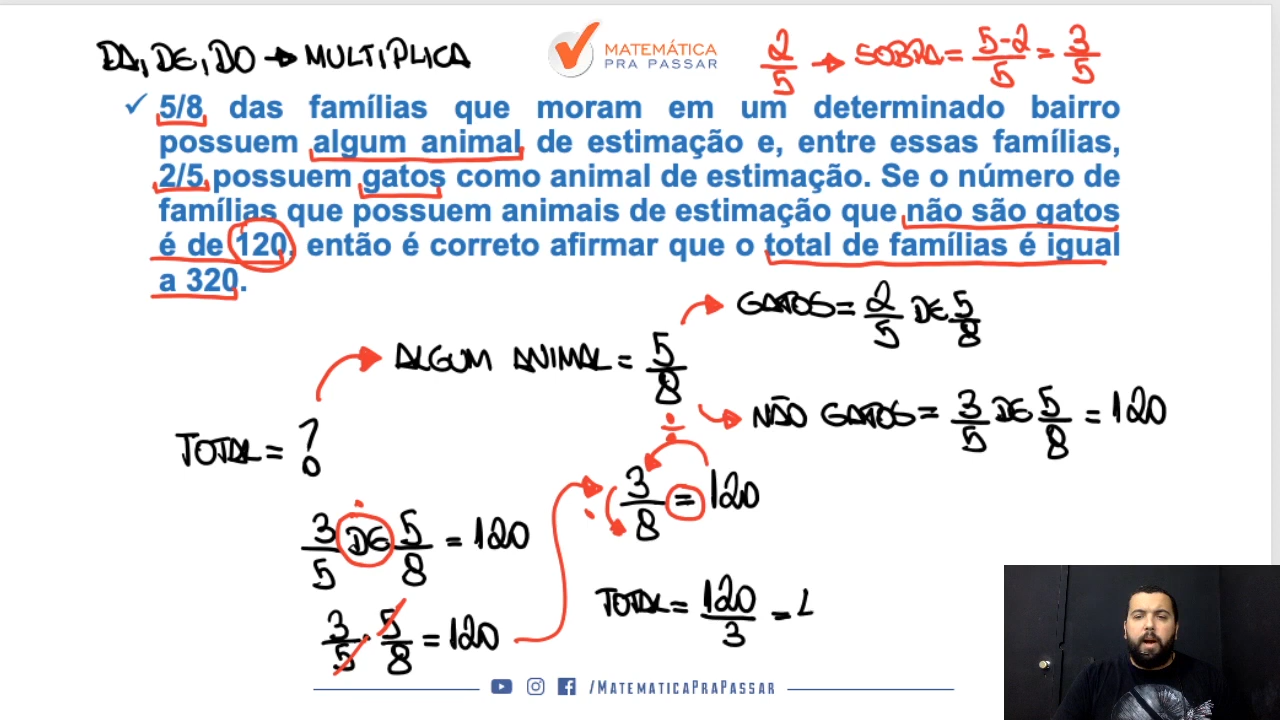 DA, DE, DO → MULTIPLICA
MATEMÁTICA
PRA PASSAR
2/5 → SOBRA = 5-2/5 = 3/5
✓ 5/8 das famílias que moram em um determinado bairro
possuem algum animal de estimação e, entre essas famílias,
2/5 possuem gatos como animal de estimação. Se o número de
famílias que possuem animais de estimação que não são gatos
é de 120, então é correto afirmar que o total de famílias é igual
a 320.
GATOS = 2/5 DE 5/8
ALGUM ANIMAL = 5/8
NÃO GATOS = 3/5 DE 5/8 = 120
TOTAL = ?
÷
3/8 = 120
3/5 DE 5/8 = 120
TOTAL = 120/3 = 4
3/5 · 5/8 = 120
/MATEMATICAPRAPASSAR